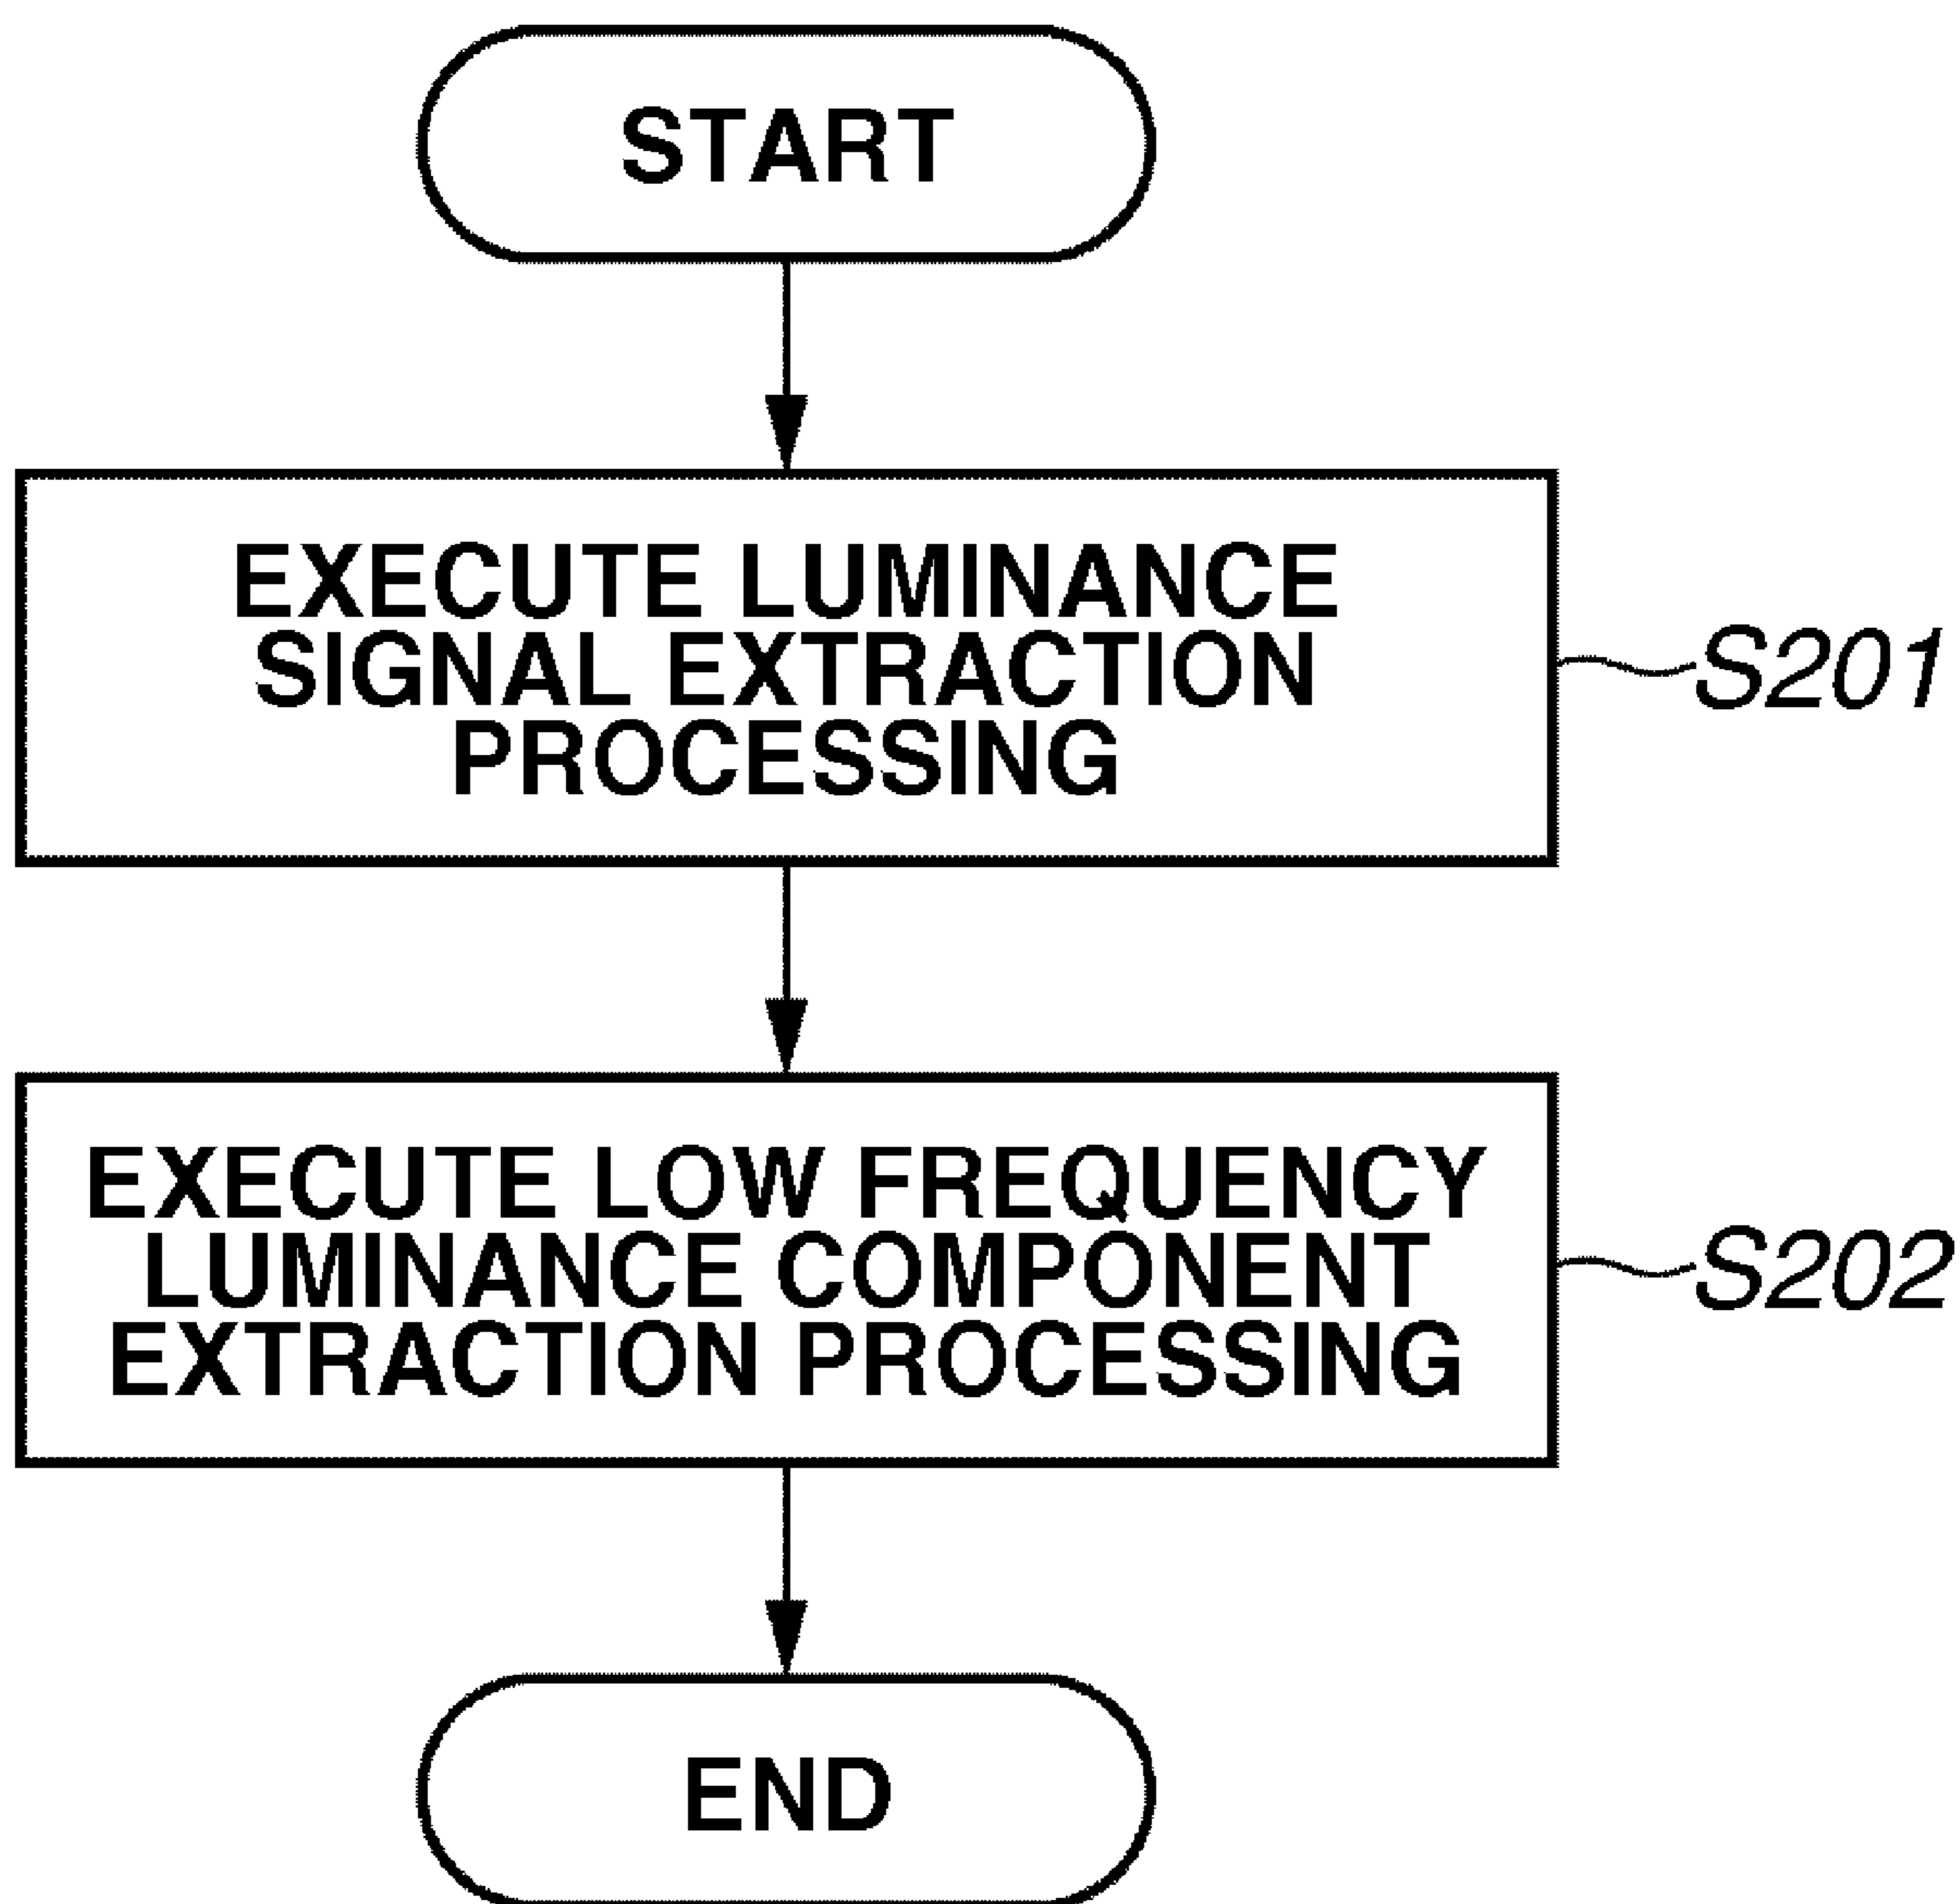 START
EXECUTE LUMINANCE
SIGNAL EXTRACTION
PROCESSING
S201
EXECUTE LOW FREQUENCY
LUMINANCE COMPONENT
EXTRACTION PROCESSING
S202
END